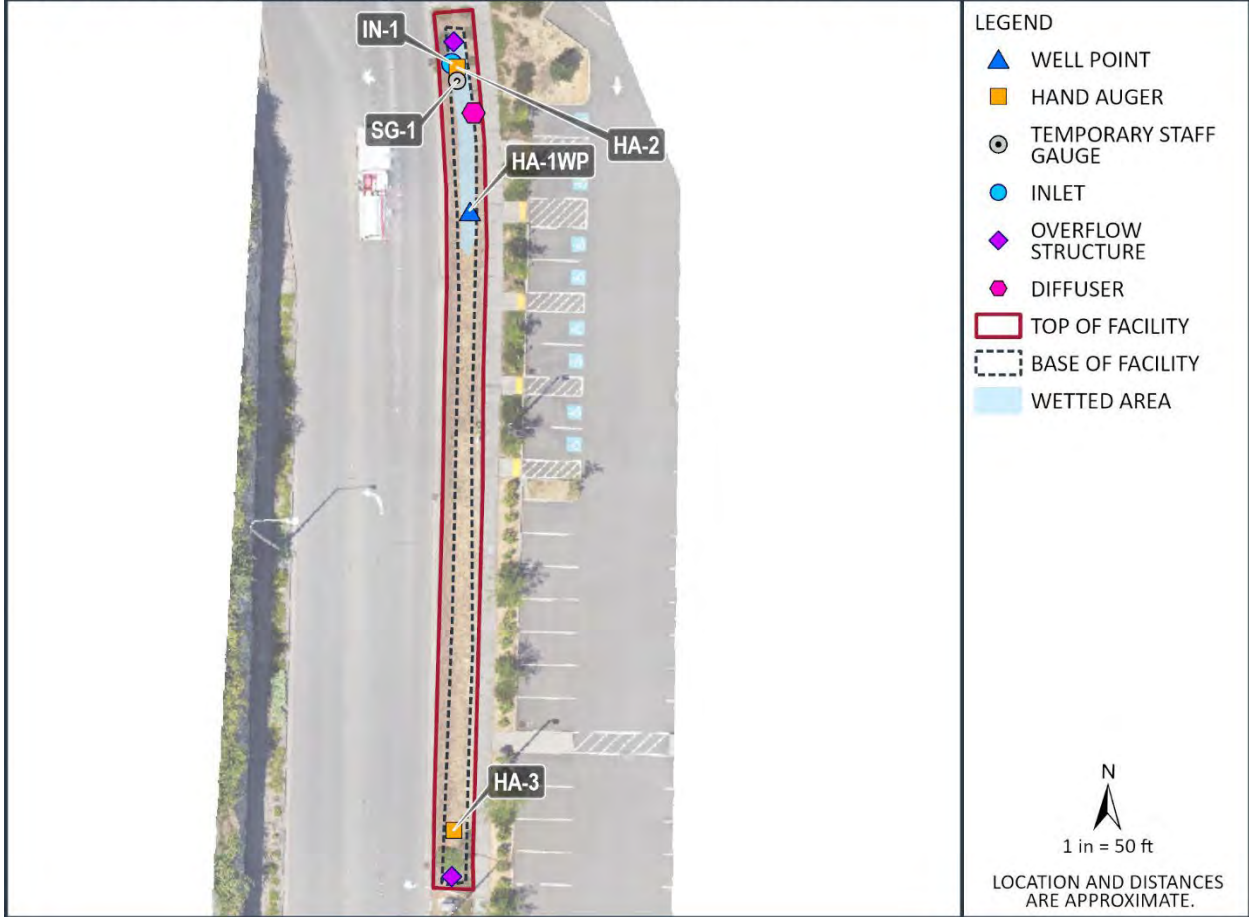 IN-1
SG-1
HA-2
HA-1WP
HA-3
LEGEND
WELL POINT
HAND AUGER
TEMPORARY STAFF
GAUGE
INLET
OVERFLOW
STRUCTURE
DIFFUSER
TOP OF FACILITY
BASE OF FACILITY
WETTED AREA
N
1 in = 50 ft
LOCATION AND DISTANCES
ARE APPROXIMATE.